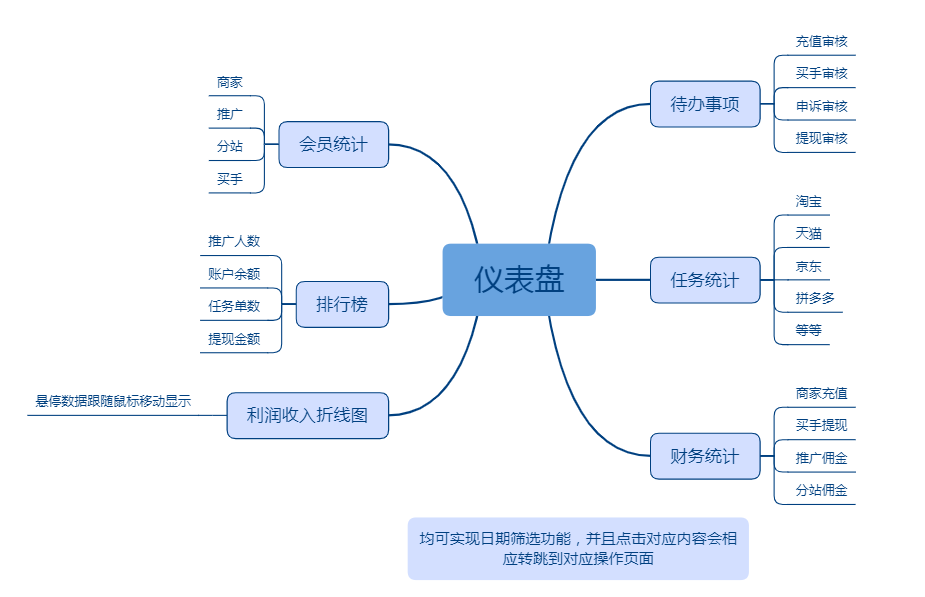 仪表盘
待办事项
充值审核
买手审核
申诉审核
提现审核
任务统计
淘宝
天猫
京东
拼多多
等等
财务统计
商家充值
买手提现
推广佣金
分站佣金
会员统计
商家
推广
分站
买手
排行榜
推广人数
账户余额
任务单数
提现金额
利润收入折线图
悬停数据跟随鼠标移动显示
均可实现日期筛选功能，并且点击对应内容会相
应转跳到对应操作页面